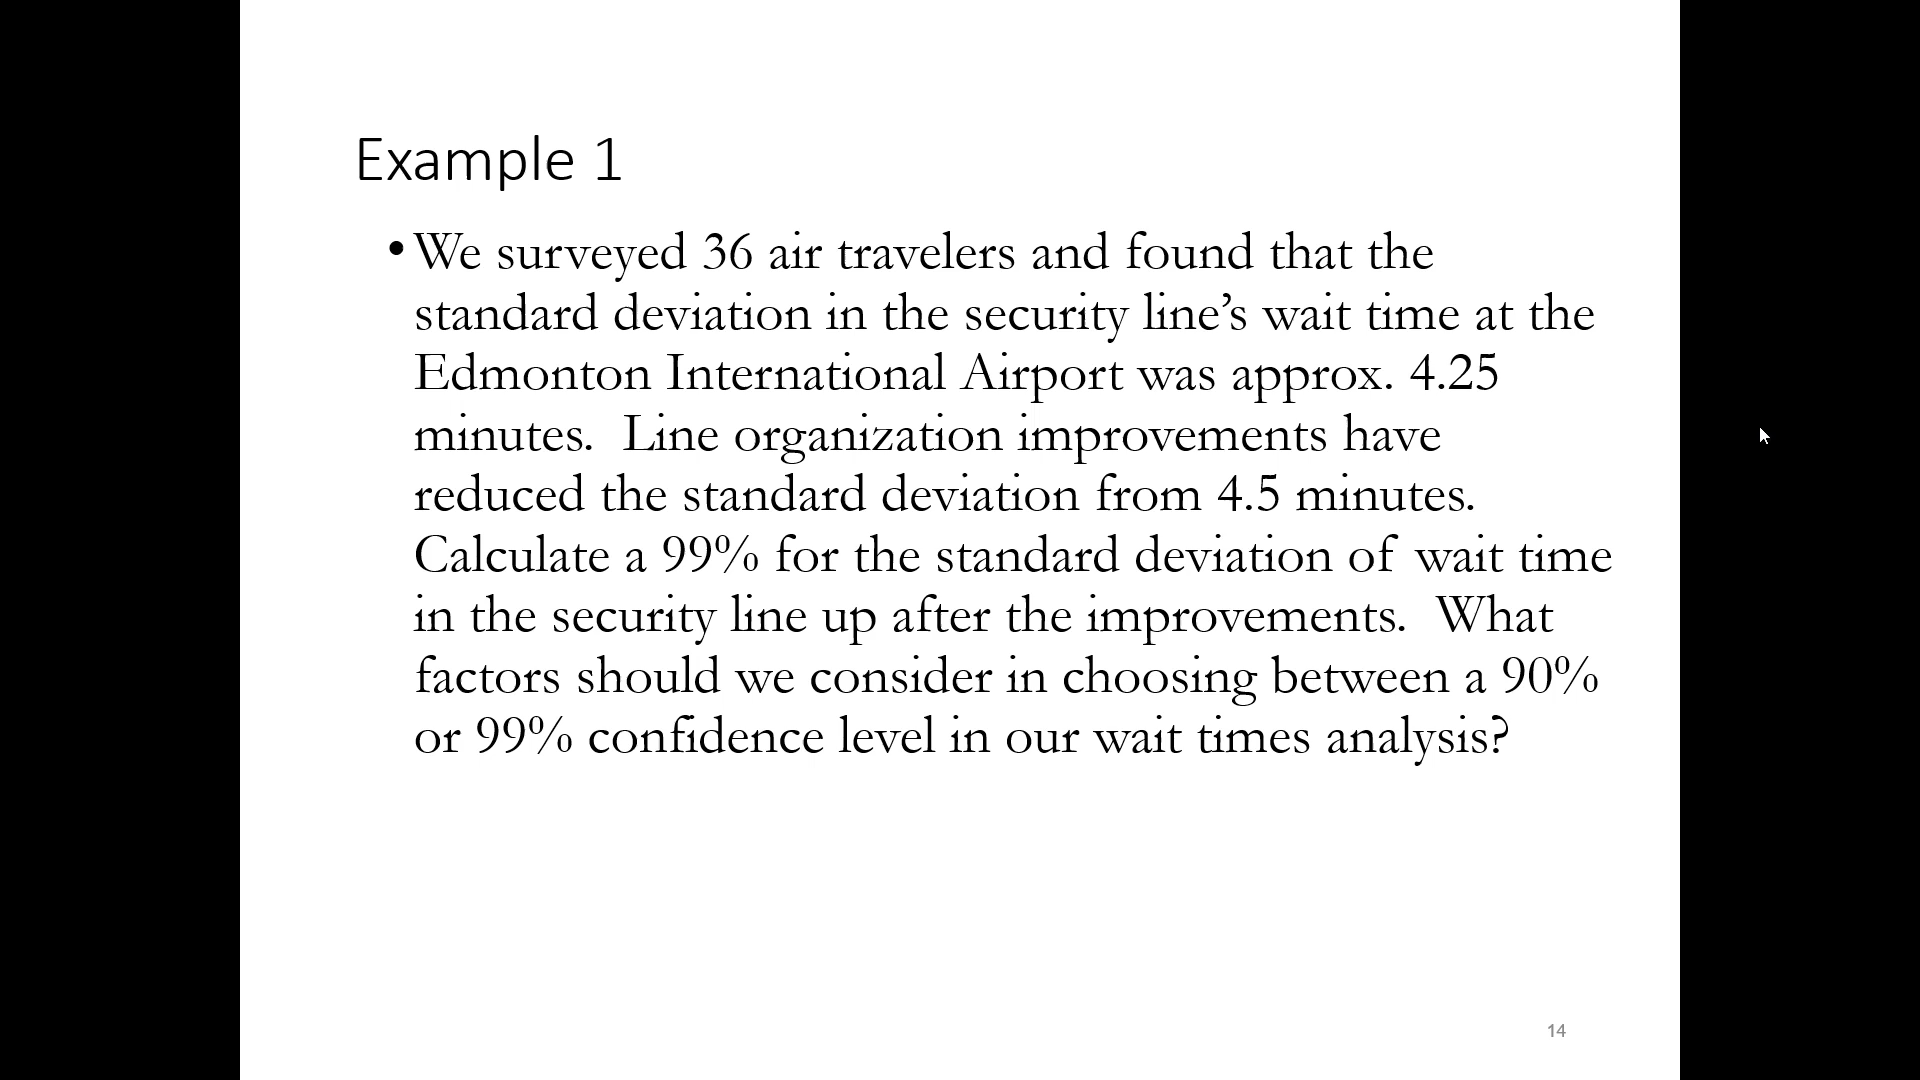 Example 1
•We surveyed 36 air travelers and found that the
standard deviation in the security line’s wait time at the
Edmonton International Airport was approx. 4.25
minutes.  Line organization improvements have
reduced the standard deviation from 4.5 minutes.
Calculate a 99% for the standard deviation of wait time
in the security line up after the improvements.  What
factors should we consider in choosing between a 90%
or 99% confidence level in our wait times analysis?
14